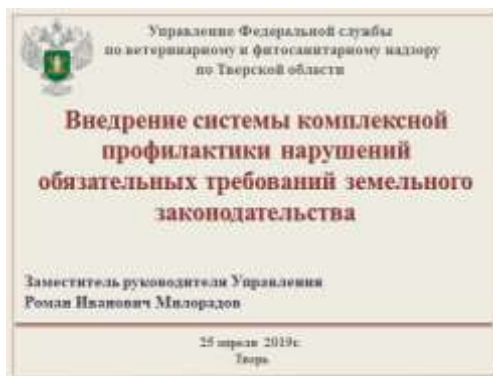 Управление Федеральной службы
по ветеринарному и фитосанитарному надзору
по Тверской области
Внедрение системы комплексной
профилактики нарушений
обязательных требований земельного
законодательства
Заместитель руководителя Управления
Роман Иванович Милорадов
25 апреля 2019г.
Тверь